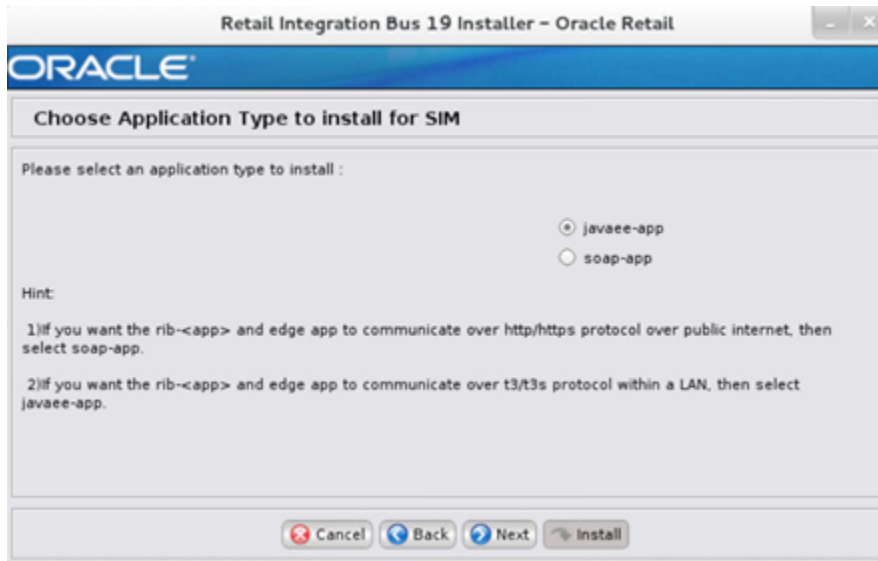 Retail Integration Bus 19 Installer – Oracle Retail
ORACLE®
Choose Application Type to install for SIM
Please select an application type to install :
javaee-app
soap-app
Hint:
1)If you want the rib-<app> and edge app to communicate over http/https protocol over public internet, then
select soap-app.
2)If you want the rib-<app> and edge app to communicate over t3/t3s protocol within a LAN, then select
javaee-app.
Cancel Back Next Install